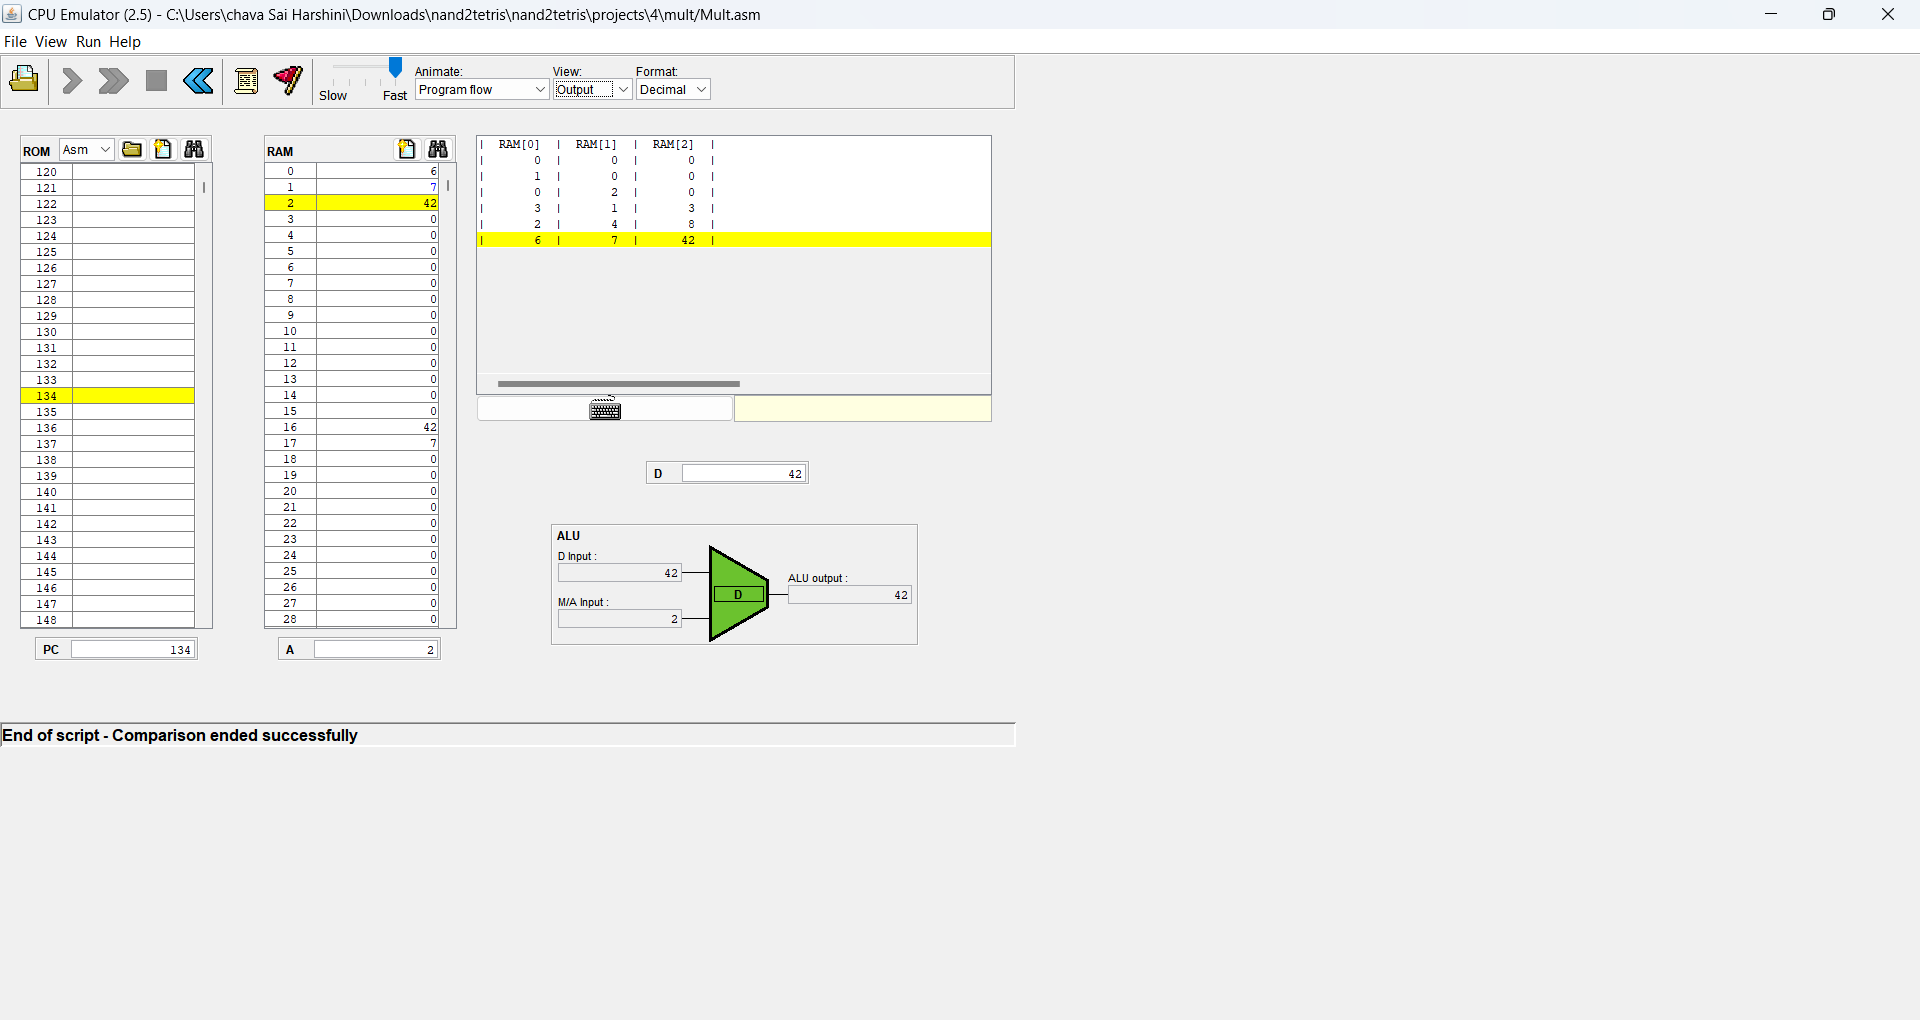 CPU Emulator (2.5) - C:\Users\chava Sai Harshini\Downloads\nand2tetris\nand2tetris\projects\4\mult/Mult.asm
File View Run Help
Slow Fast
Animate:
Program flow
View:
Output
Format:
Decimal
ROM Asm
120
121
122
123
124
125
126
127
128
129
130
131
132
133
134
135
136
137
138
139
140
141
142
143
144
145
146
147
148
PC 134
RAM
0 6
1 7
2 42
3 0
4 0
5 0
6 0
7 0
8 0
9 0
10 0
11 0
12 0
13 0
14 0
15 0
16 42
17 7
18 0
19 0
20 0
21 0
22 0
23 0
24 0
25 0
26 0
27 0
28 0
A 2
| RAM[0] | RAM[1] | RAM[2] |
| 0 | 0 | 0 |
| 1 | 0 | 0 |
| 0 | 2 | 0 |
| 3 | 1 | 3 |
| 2 | 4 | 8 |
| 6 | 7 | 42 |
D 42
ALU
D Input :
42
M/A Input :
2
D
ALU output :
42
End of script - Comparison ended successfully